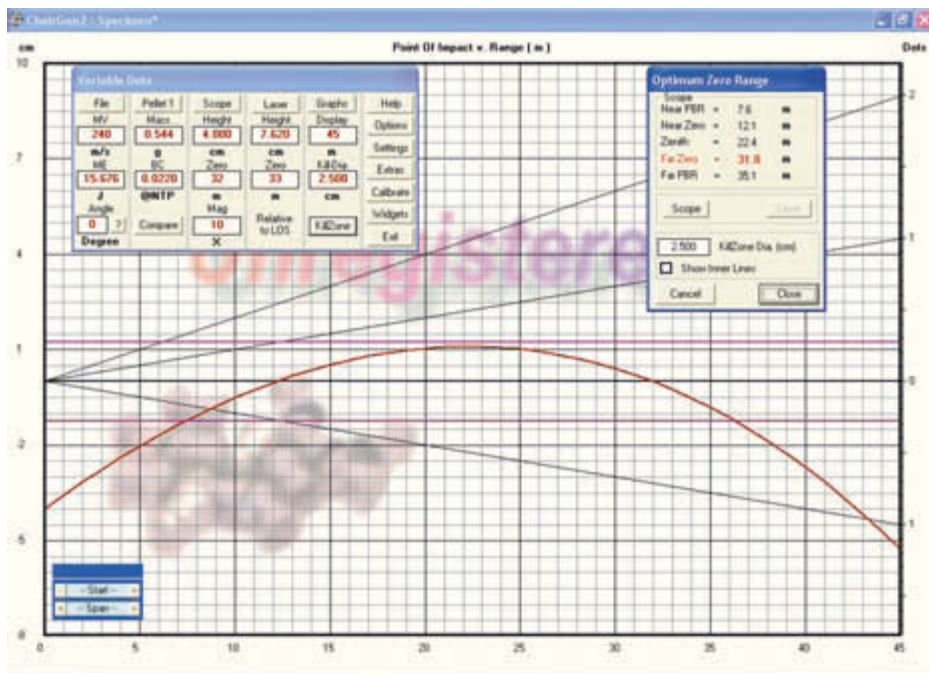 ChairGun2 : Specimen*
cm Point Of Impact v. Range ( m ) Dots
Variable Data
File Pellet 1 Scope Laser Graphs Help
MV Mass Height Height Display Options
240 0.544 4.000 7.620 45
m/s g cm cm m Settings
ME BC Zero Zero Kill Dia. Extras
15.676 0.0220 32 33 2.500
J @NTP m m cm Calibrate
Angle Mag Widgets
0 ? Compare 10 Relative to LOS KillZone
Degree X Exit
Optimum Zero Range
Scope
Near PBR = 7.6 m
Near Zero = 12.1 m
Zenith = 22.4 m
Far Zero = 31.8 m
Far PBR = 35.1 m
Scope Laser
2.500 KillZone Dia. (cm)
Show Inner Lines
Cancel Close
Unregistered
10
7
4
1
-2
-5
-8
2
1
0
1
- Start - +
- Span - +
0 5 10 15 20 25 30 35 40 45